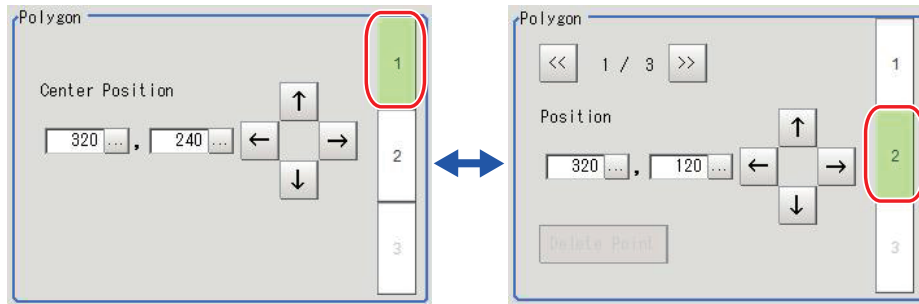 Polygon
1
Center Position
320 ... , 240 ... ← ↑ → ↓
2
3
Polygon
<< 1 / 3 >>
1
Position
320 ... , 120 ... ← ↑ → ↓
2
Delete Point
3